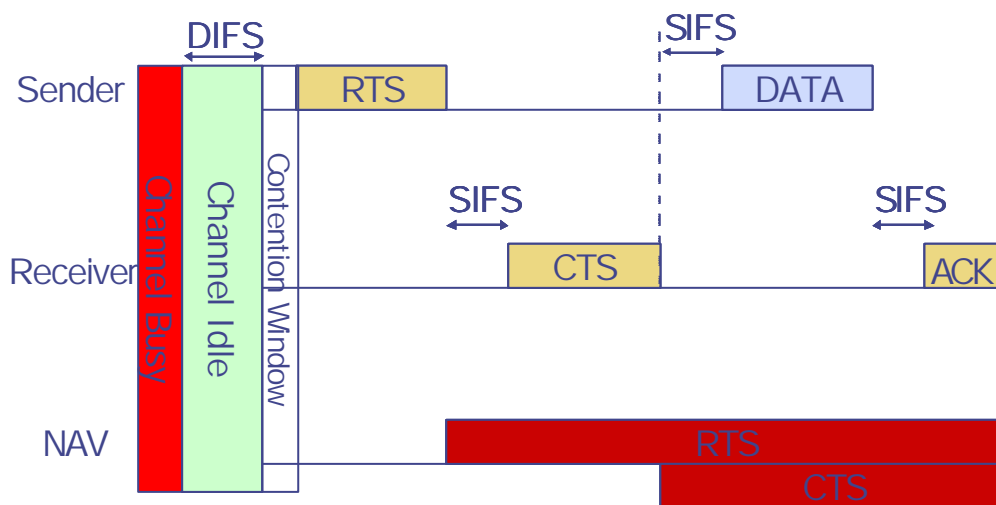 DIFS
SIFS
Sender
RTS
DATA
Channel Busy
Channel Idle
Contention Window
SIFS
SIFS
Receiver
CTS
ACK
NAV
RTS
CTS